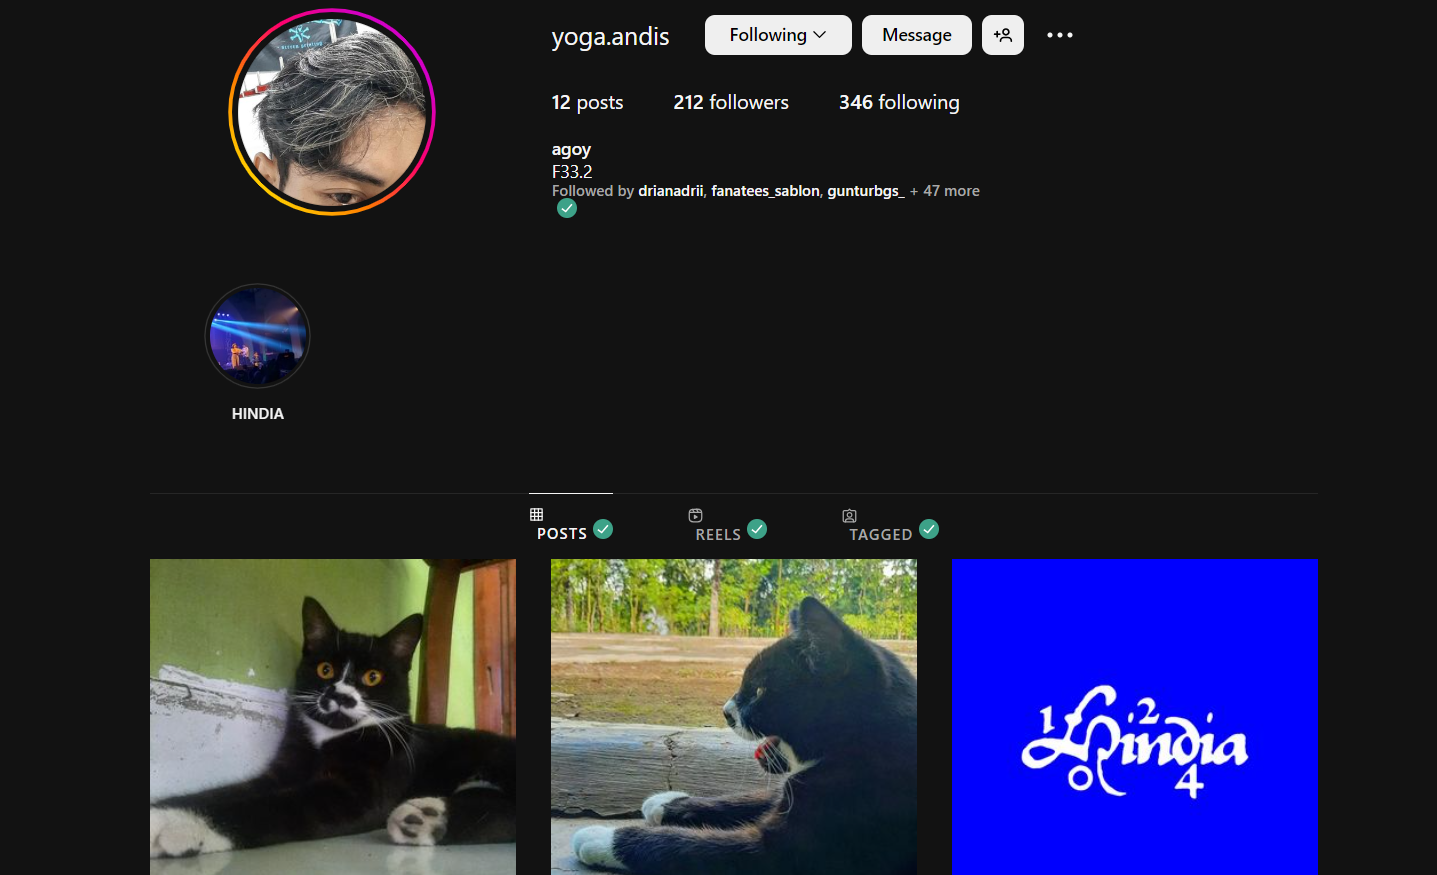 yoga.andis
Following
Message
12 posts
212 followers
346 following
agoy
F33.2
Followed by drianadrii, fanatees_sablon, gunturbgs_ + 47 more
HINDIA
POSTS
REELS
TAGGED
1 2
Hindia
0 4